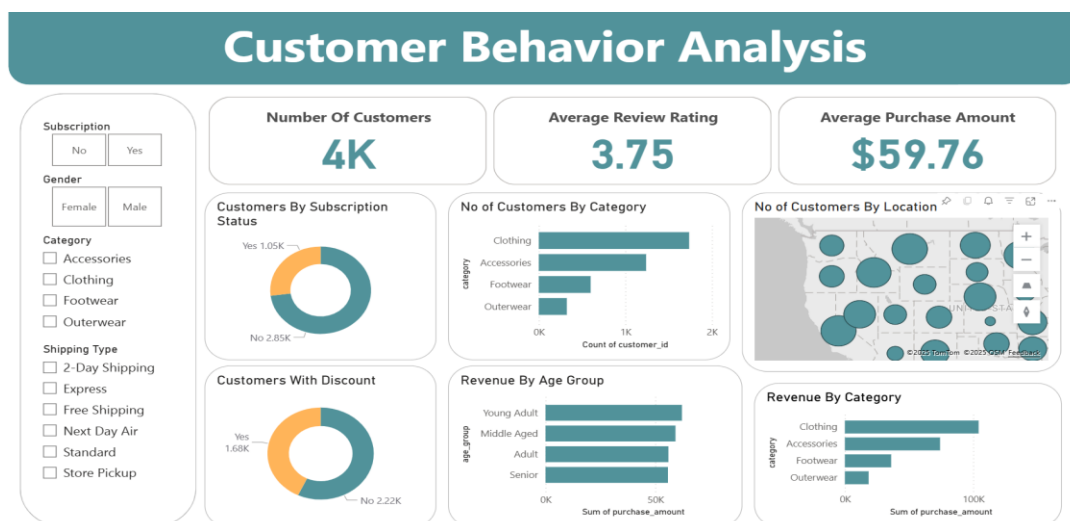 Customer Behavior Analysis
Subscription
No
Yes
Gender
Female
Male
Category
Accessories
Clothing
Footwear
Outerwear
Shipping Type
2-Day Shipping
Express
Free Shipping
Next Day Air
Standard
Store Pickup
Number Of Customers
4K
Average Review Rating
3.75
Average Purchase Amount
$59.76
Customers By Subscription
Status
Yes 1.05K
No 2.85K
No of Customers By Category
category
Clothing
Accessories
Footwear
Outerwear
0K
1K
2K
Count of customer_id
No of Customers By Location
UNITED STA
©2025 TomTom ©2025 OSM Feedback
Customers With Discount
Yes
1.68K
No 2.22K
Revenue By Age Group
age_group
Young Adult
Middle Aged
Adult
Senior
0K
50K
Sum of purchase_amount
Revenue By Category
category
Clothing
Accessories
Footwear
Outerwear
0K
100K
Sum of purchase_amount